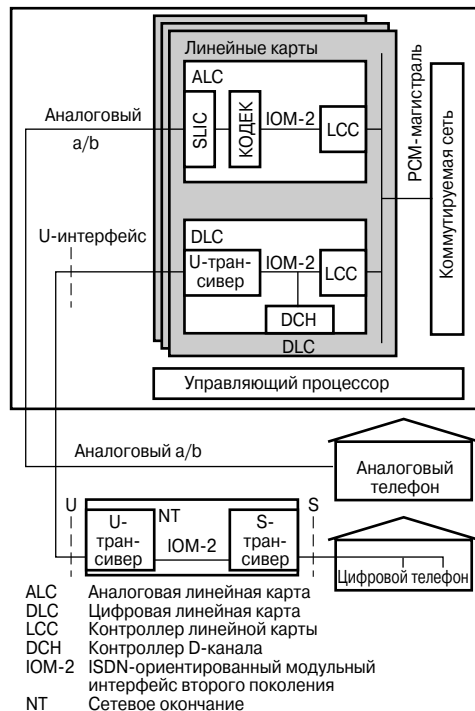 Линейные карты
ALC
Аналоговый
a/b
SLIC
КОДЕК
IOM-2
LCC
PCM-магистраль
Коммутируемая сеть
U-интерфейс
DLC
U-тран-
сивер
IOM-2
LCC
DCH
DLC
Управляющий процессор
Аналоговый a/b
Аналоговый
телефон
U
U-
тран-
сивер
NT
IOM-2
S-
тран-
сивер
S
Цифровой телефон
ALC Аналоговая линейная карта
DLC Цифровая линейная карта
LCC Контроллер линейной карты
DCH Контроллер D-канала
IOM-2 ISDN-ориентированный модульный
интерфейс второго поколения
NT Сетевое окончание